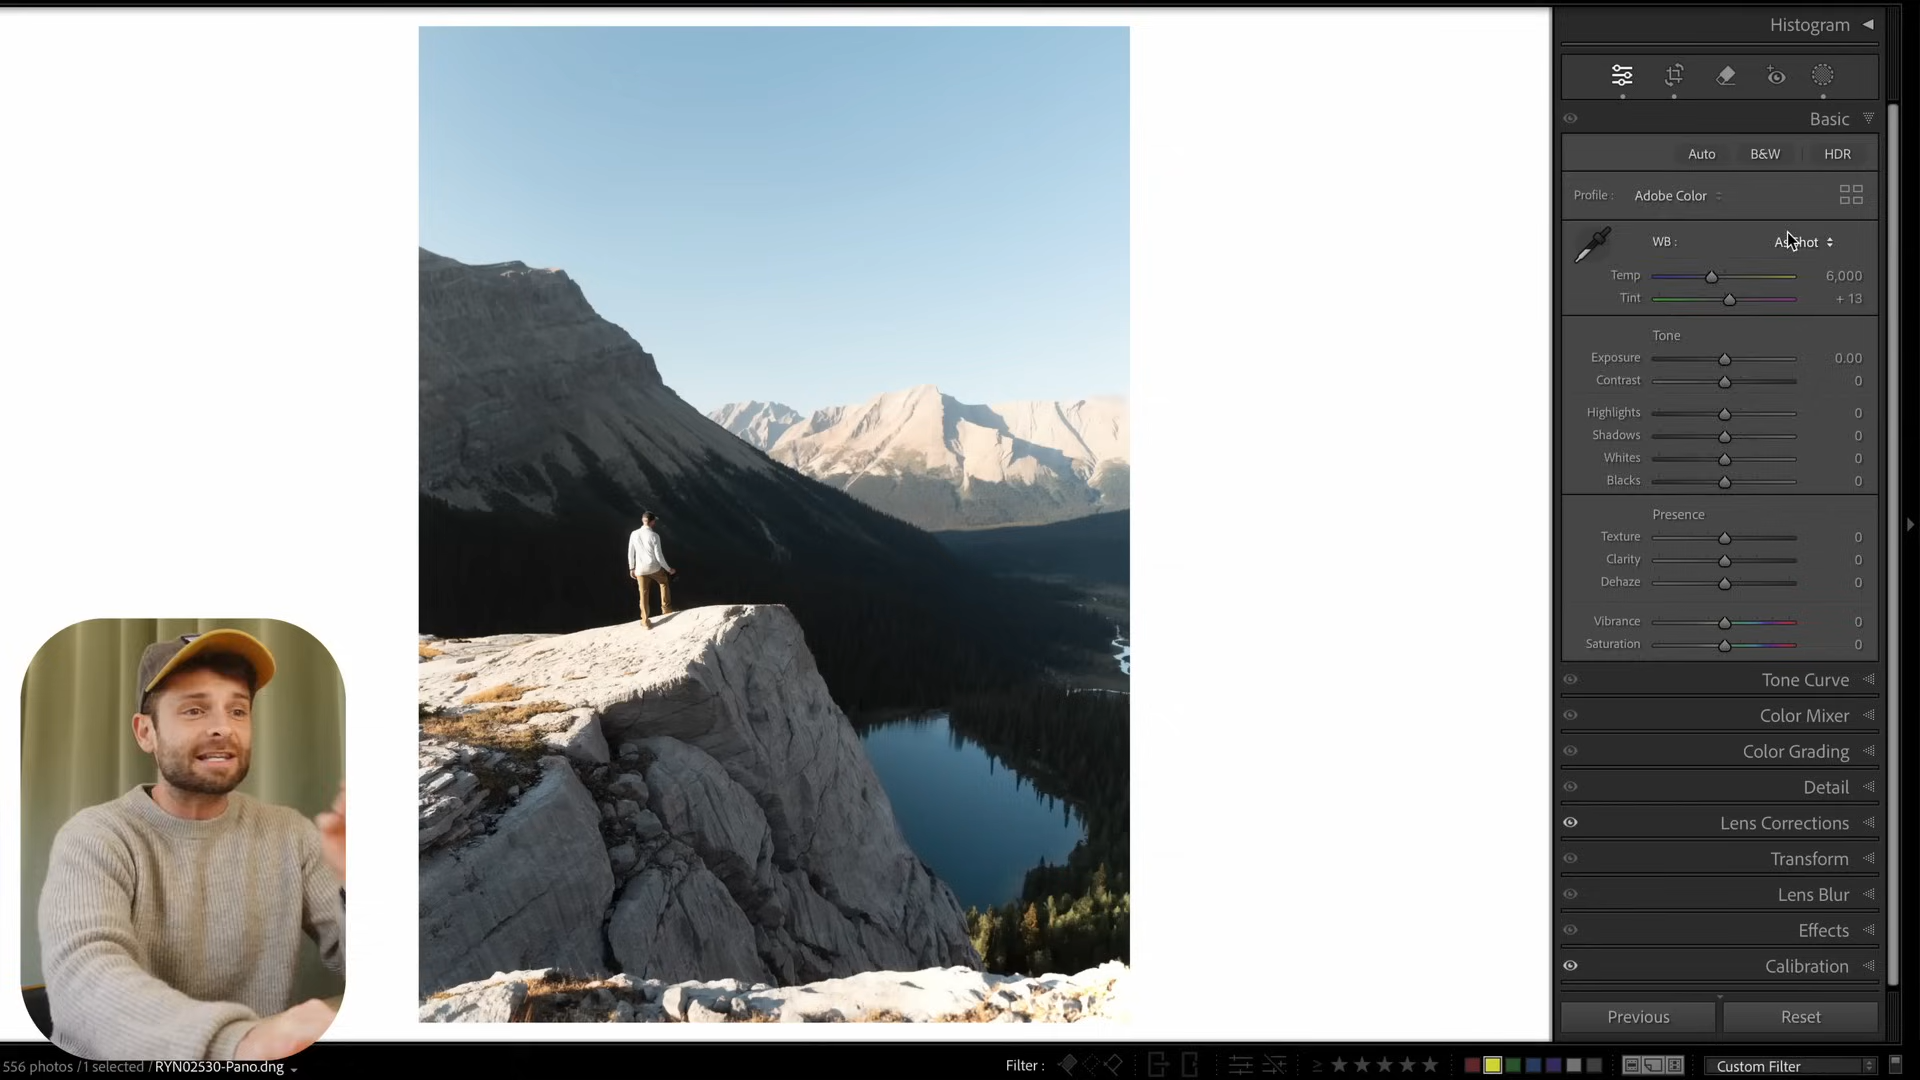 Histogram
Basic
Auto B&W HDR
Profile : Adobe Color
WB : As Shot
Temp 6,000
Tint + 13
Tone
Exposure 0.00
Contrast 0
Highlights 0
Shadows 0
Whites 0
Blacks 0
Presence
Texture 0
Clarity 0
Dehaze 0
Vibrance 0
Saturation 0
Tone Curve
Color Mixer
Color Grading
Detail
Lens Corrections
Transform
Lens Blur
Effects
Calibration
Previous Reset
556 photos / 1 selected / RYN02530-Pano.dng
Filter : ≥ Custom Filter